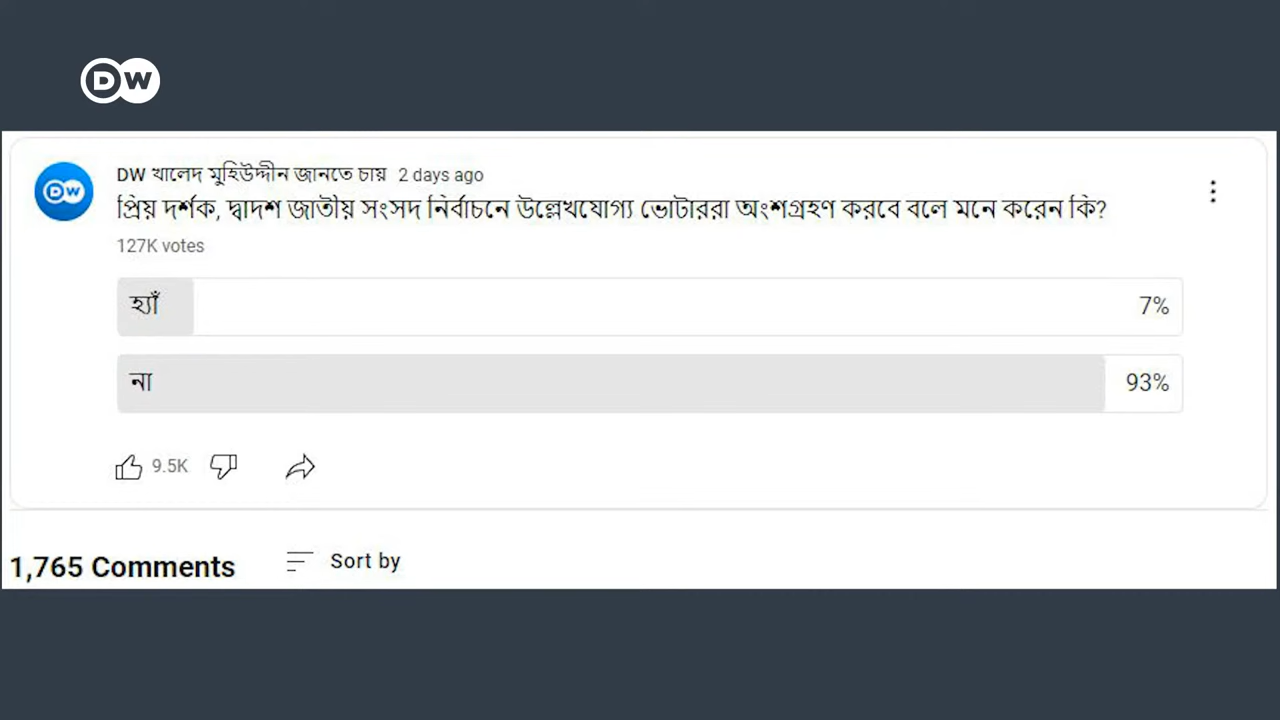 DW
DW
DW খালেদ মুহিউদ্দীন জানতে চায় 2 days ago
প্রিয় দর্শক, দ্বাদশ জাতীয় সংসদ নির্বাচনে উল্লেখযোগ্য ভোটাররা অংশগ্রহণ করবে বলে মনে করেন কি?
127K votes
হ্যাঁ 7%
না 93%
9.5K
1,765 Comments Sort by